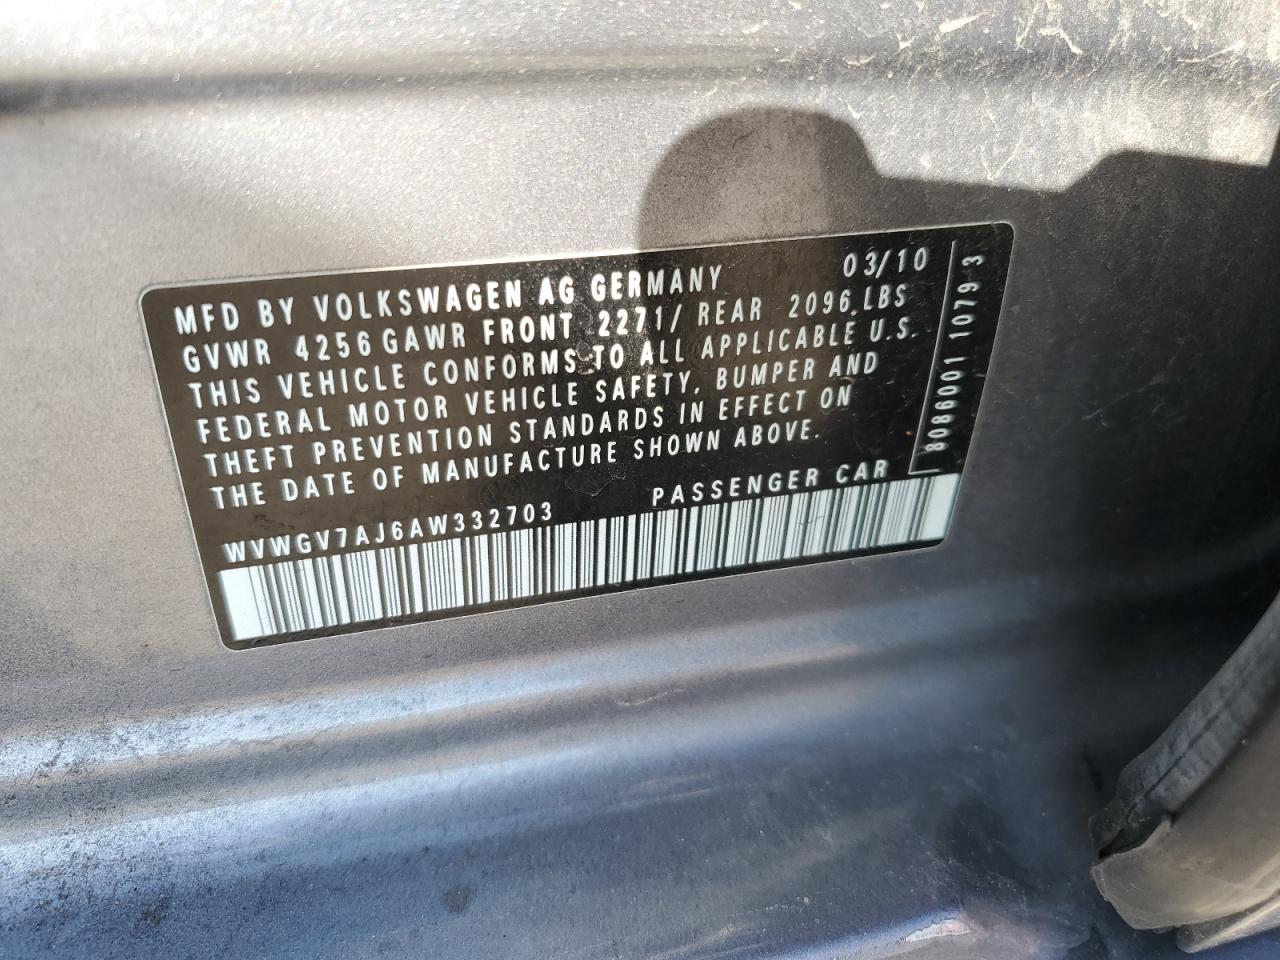 MFD BY VOLKSWAGEN AG GERMANY 03/10
GVWR 4256 GAWR FRONT 2271/ REAR 2096 LBS
THIS VEHICLE CONFORMS TO ALL APPLICABLE U.S.
FEDERAL MOTOR VEHICLE SAFETY, BUMPER AND
THEFT PREVENTION STANDARDS IN EFFECT ON
THE DATE OF MANUFACTURE SHOWN ABOVE.
WVWGV7AJ6AW332703 PASSENGER CAR
8086001 1079 3